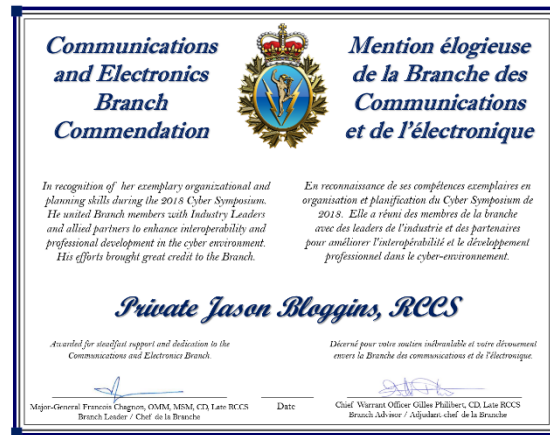 Communications
and Electronics
Branch
Commendation
Mention élogieuse
de la Branche des
Communications
et de l'électronique
In recognition of her exemplary organizational and
planning skills during the 2018 Cyber Symposium.
He united Branch members with Industry Leaders
and allied partners to enhance interoperability and
professional development in the cyber environment.
His efforts brought great credit to the Branch.
En reconnaissance de ses compétences exemplaires en
organisation et planification du Cyber Symposium de
2018. Elle a réuni des membres de la branche
avec des leaders de l'industrie et des partenaires
pour améliorer l'interopérabilité et le développement
professionnel dans le cyber-environnement.
Private Jason Bloggins, RCCS
Awarded for steadfast support and dedication to the
Communications and Electronics Branch.
Décerné pour votre soutien inébranlable et votre dévouement
envers la Branche des communications et de l'électronique.
Major-General Francois Chagnon, OMM, MSM, CD, Late RCCS
Branch Leader / Chef de la Branche
Date
Chief Warrant Officer Gilles Philibert, CD, Late RCCS
Branch Advisor / Adjudant-chef de la Branche